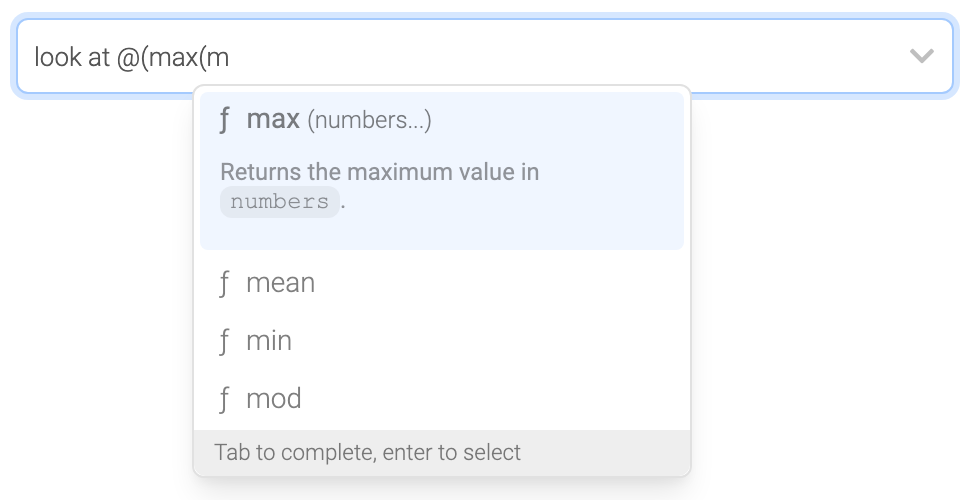 look at @(max(m
ƒ max (numbers...)
Returns the maximum value in
numbers.
ƒ mean
ƒ min
ƒ mod
Tab to complete, enter to select